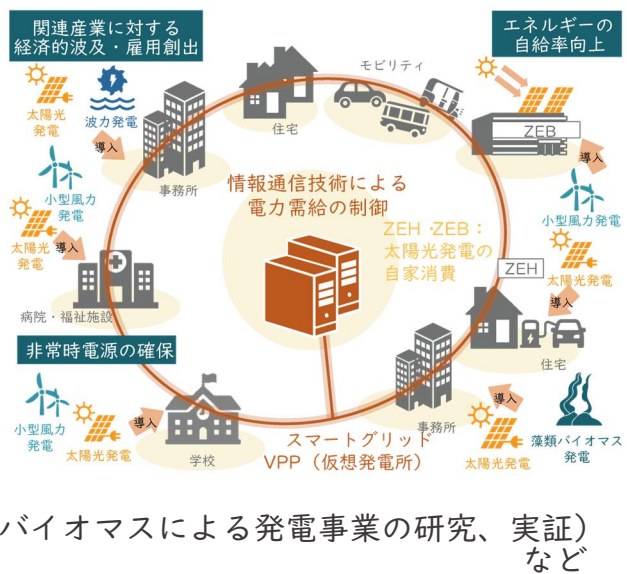 関連産業に対する
経済的波及・雇用創出
エネルギーの
自給率向上
モビリティ
太陽光
発電
波力発電
導入
住宅
ZEB
導入
事務所
情報通信技術による
電力需給の制御
小型風力
発電
小型風力発電
ZEH・ZEB：
太陽光発電の
自家消費
太陽光
発電
導入
ZEH
太陽光発電
導入
病院・福祉施設
非常時電源の確保
住宅
小型風力
発電
太陽光発電
導入
学校
スマートグリッド
VPP（仮想発電所）
事務所
導入
太陽光発電
藻類バイオマス
発電
バイオマスによる発電事業の研究、実証）
など